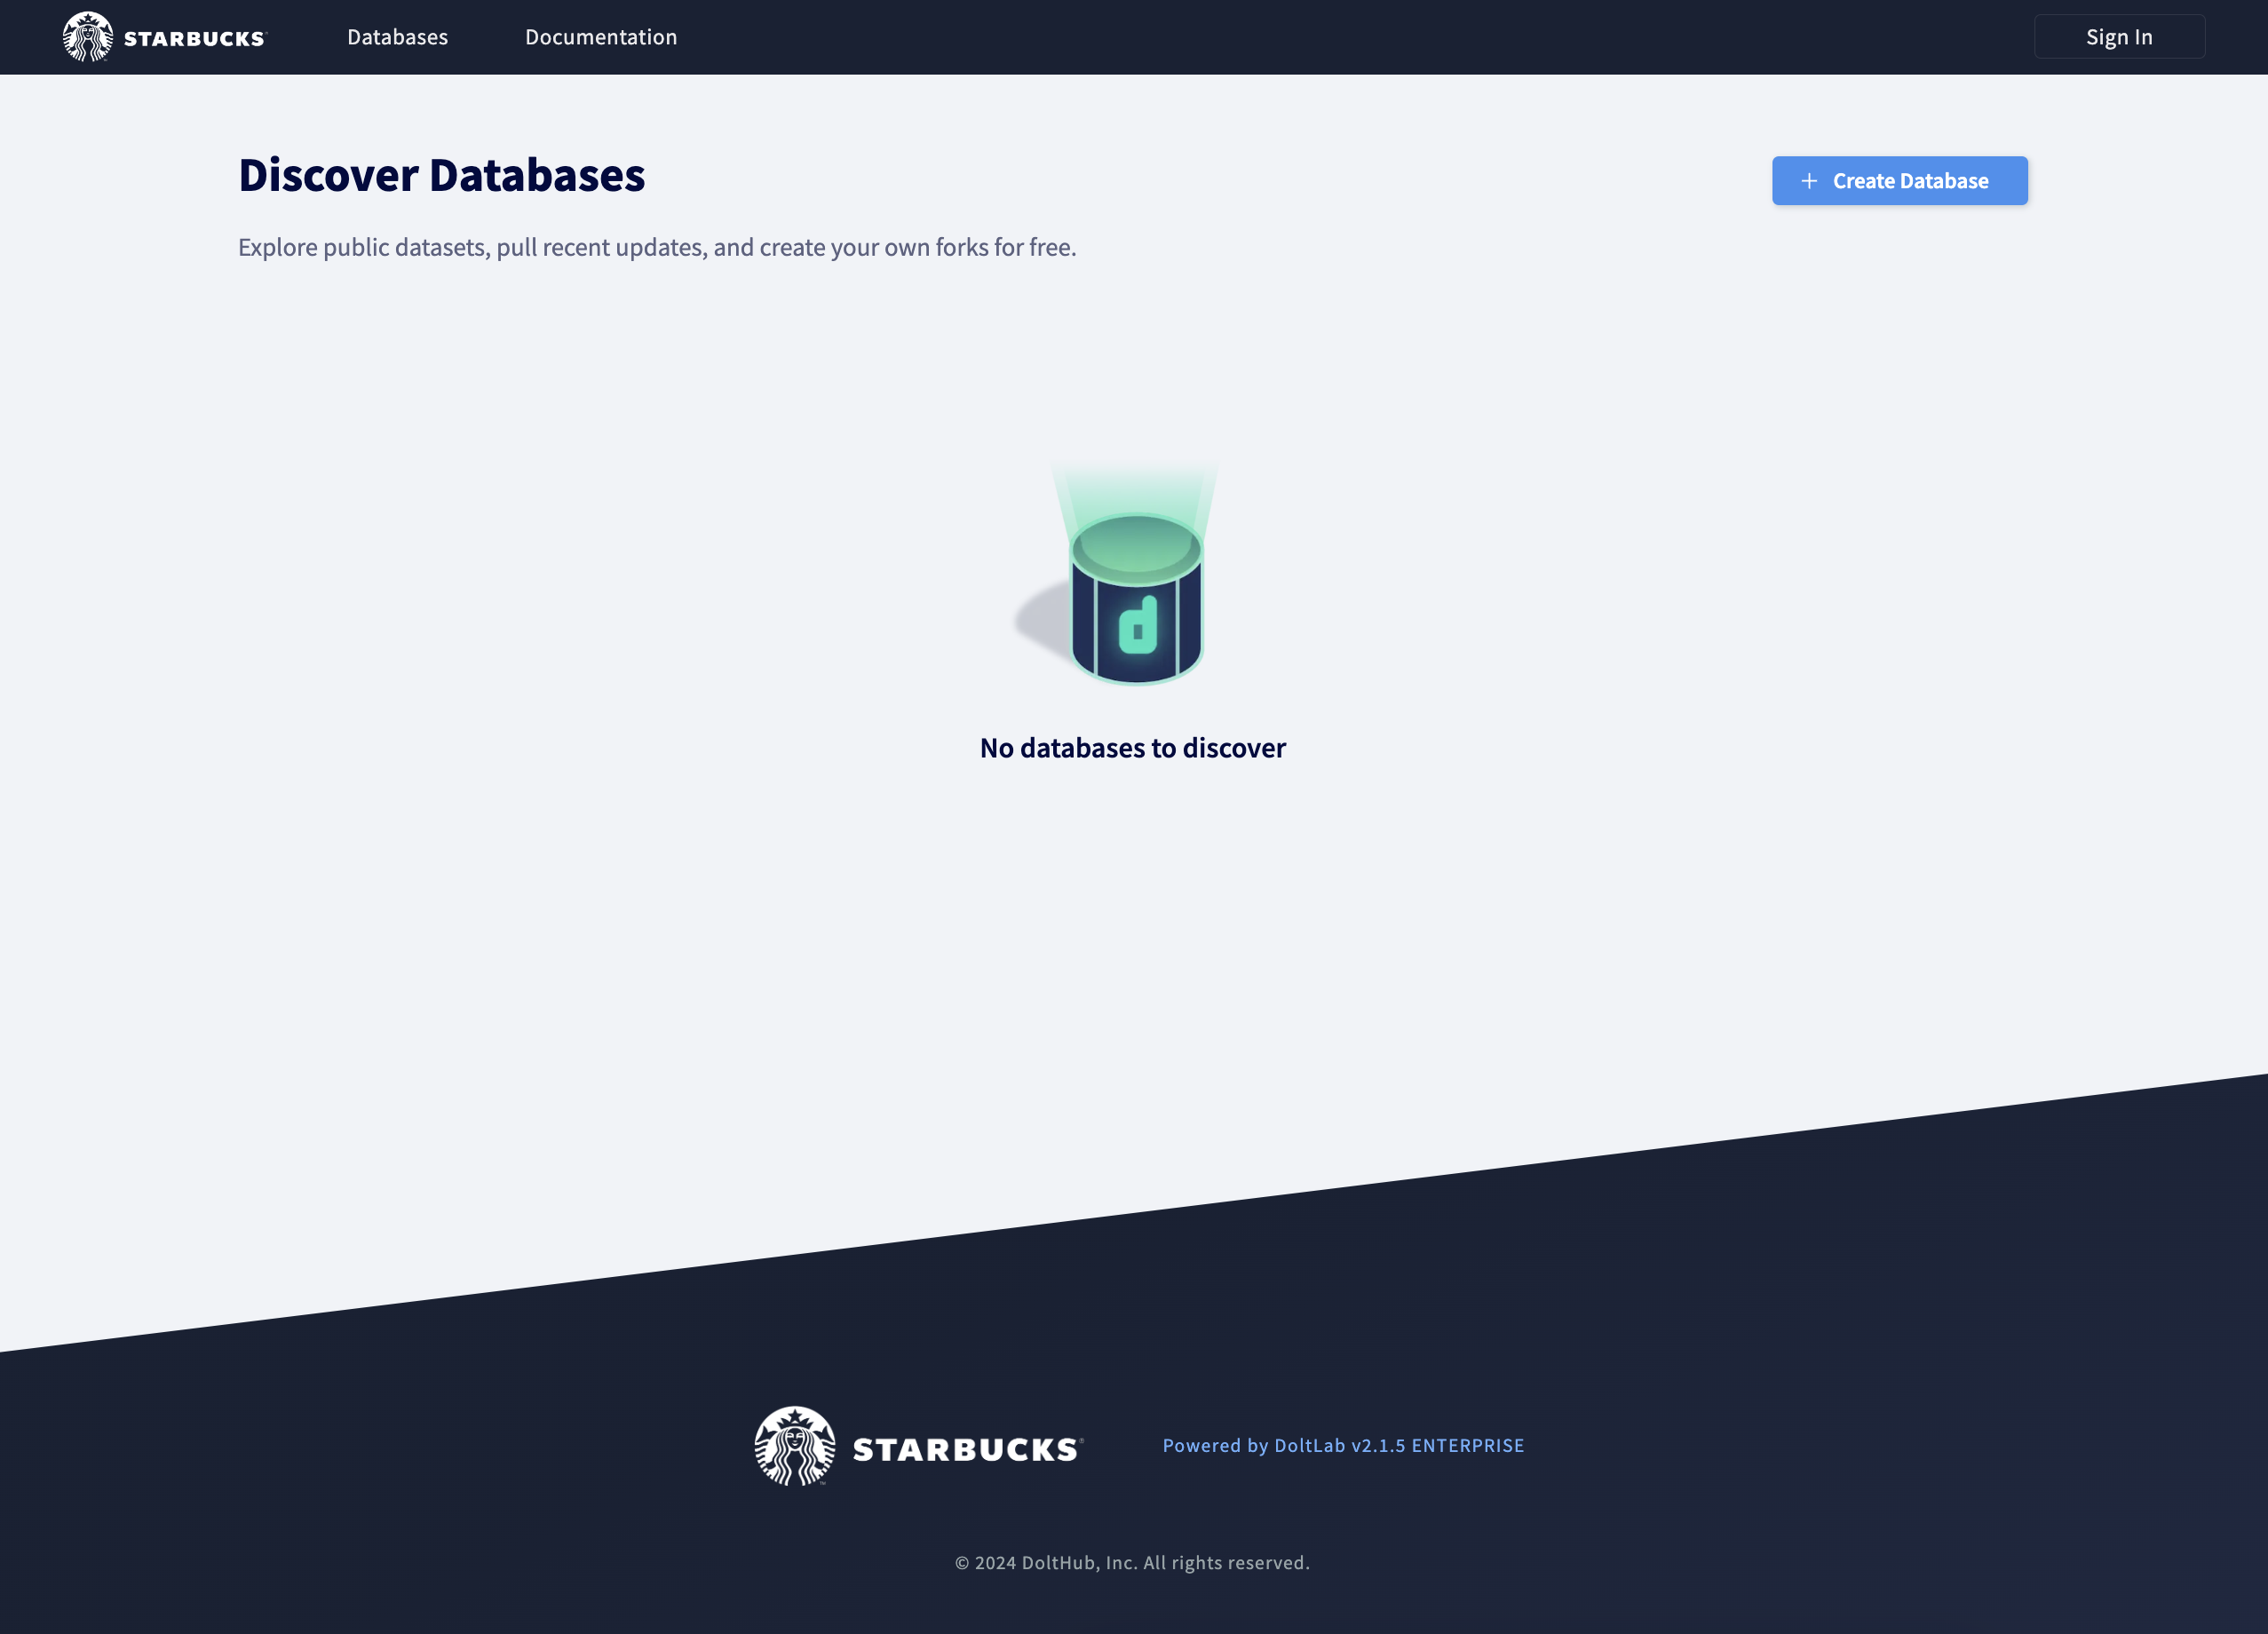 STARBUCKS
Databases
Documentation
Sign In
Discover Databases
+ Create Database
Explore public datasets, pull recent updates, and create your own forks for free.
d
No databases to discover
STARBUCKS®
™
Powered by DoltLab v2.1.5 ENTERPRISE
© 2024 DoltHub, Inc. All rights reserved.